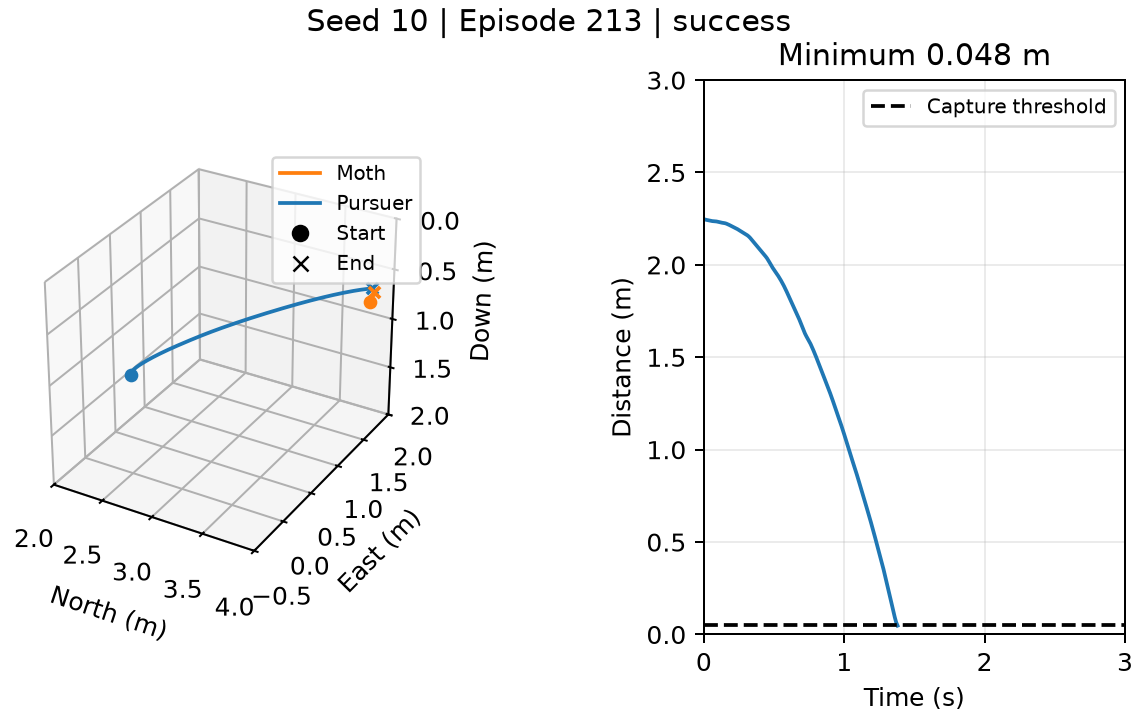 Seed 10 | Episode 213 | success
Moth
Pursuer
Start
End
0.0
0.5
1.0
1.5
2.0
Down (m)
2.0
2.5
3.0
3.5
4.0
North (m)
−0.5
0.0
0.5
1.0
1.5
2.0
East (m)
Minimum 0.048 m
Capture threshold
3.0
2.5
2.0
1.5
1.0
0.5
0.0
Distance (m)
0
1
2
3
Time (s)